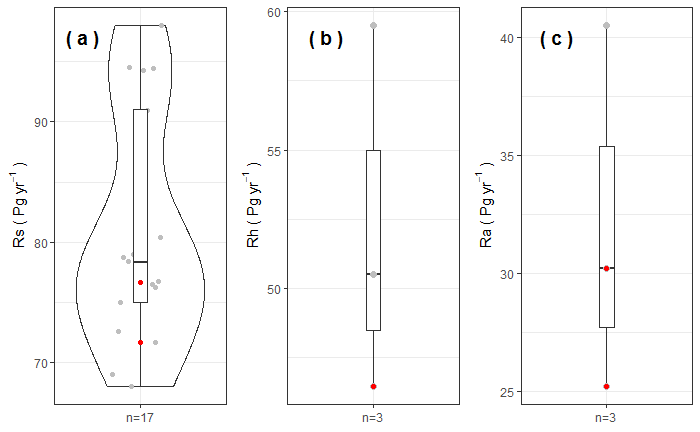 ( a )
Rs ( Pg yr⁻¹ )
90
80
70
n=17
( b )
Rh ( Pg yr⁻¹ )
60
55
50
n=3
( c )
Ra ( Pg yr⁻¹ )
40
35
30
25
n=3